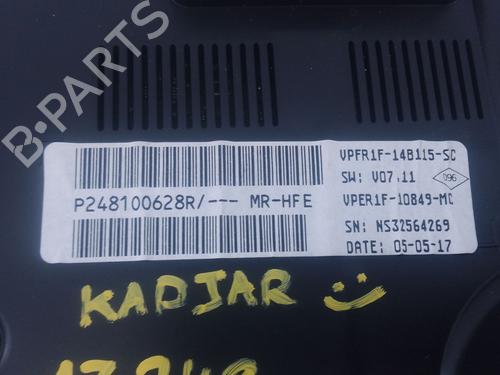 B-PARTS
VPFR1F-14B115-SC
SW: V07.11
096
P248100628R/--- MR-HFE
VPER1F-10849-MC
SN: NS32564269
DATE: 05-05-17
KADJAR